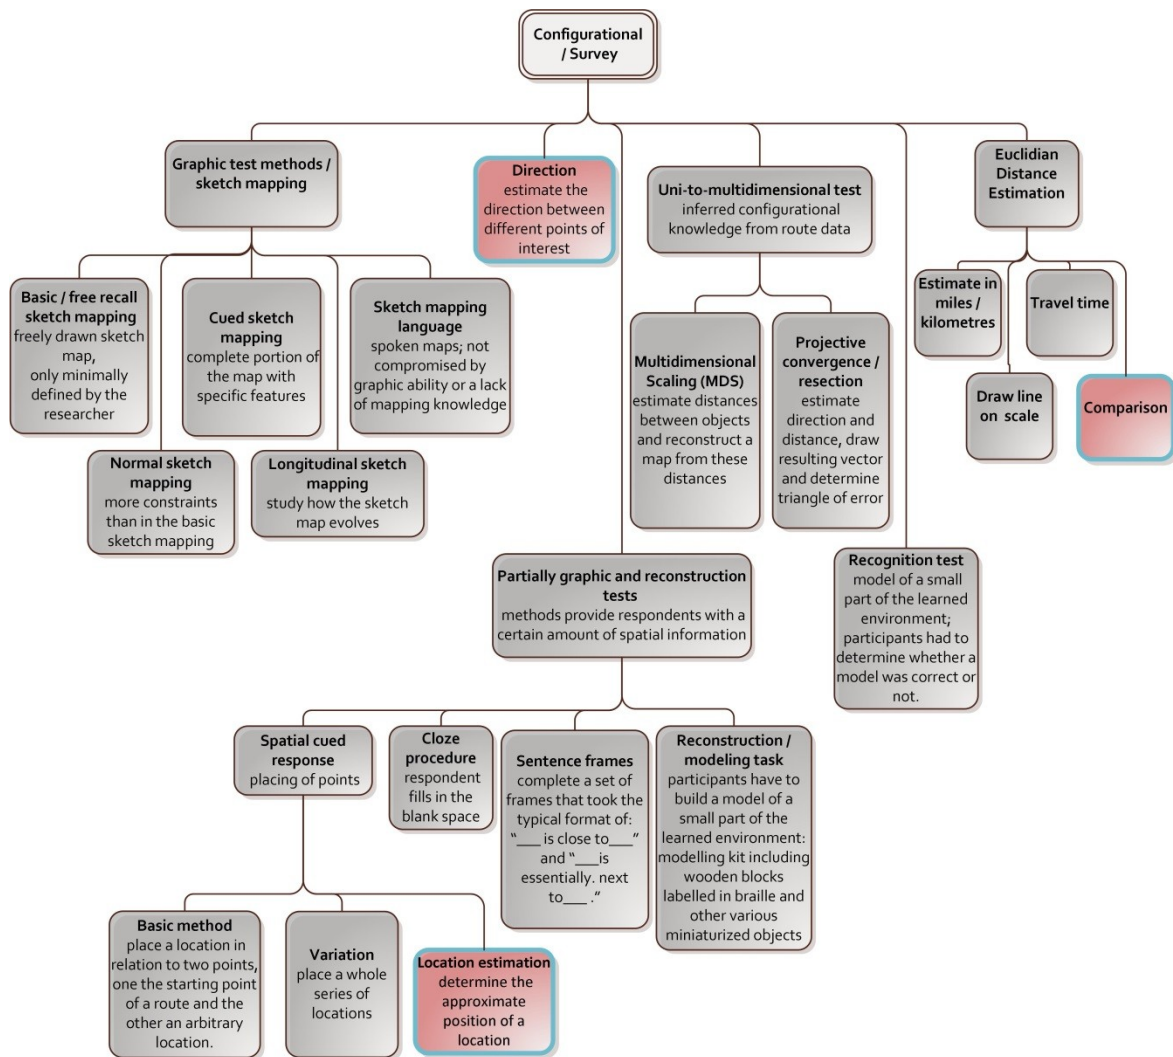 Configurational
/ Survey
Graphic test methods /
sketch mapping
Direction
estimate the
direction between
different points of
interest
Uni-to-multidimensional test
inferred configurational
knowledge from route data
Euclidian
Distance
Estimation
Basic / free recall
sketch mapping
freely drawn sketch
map,
only minimally
defined by the
researcher
Cued sketch
mapping
complete portion of
the map with
specific features
Sketch mapping
language
spoken maps; not
compromised by
graphic ability or a lack
of mapping knowledge
Normal sketch
mapping
more constraints
than in the basic
sketch mapping
Longitudinal sketch
mapping
study how the sketch
map evolves
Multidimensional
Scaling (MDS)
estimate distances
between objects
and reconstruct a
map from these
distances
Projective
convergence /
resection
estimate
direction and
distance, draw
resulting vector
and determine
triangle of error
Estimate in
miles /
kilometres
Travel time
Draw line
on scale
Comparison
Partially graphic and reconstruction
tests
methods provide respondents with a
certain amount of spatial information
Recognition test
model of a small
part of the learned
environment;
participants had to
determine whether a
model was correct or
not.
Spatial cued
response
placing of points
Cloze
procedure
respondent
fills in the
blank space
Sentence frames
complete a set of
frames that took the
typical format of:
“___ is close to___”
and “___is
essentially. next
to___ .”
Reconstruction /
modeling task
participants have to
build a model of a
small part of the
learned environment:
modelling kit including
wooden blocks
labelled in braille and
other various
miniaturized objects
Basic method
place a location in
relation to two points,
one the starting point
of a route and the
other an arbitrary
location.
Variation
place a whole
series of
locations
Location estimation
determine the
approximate
position of a
location